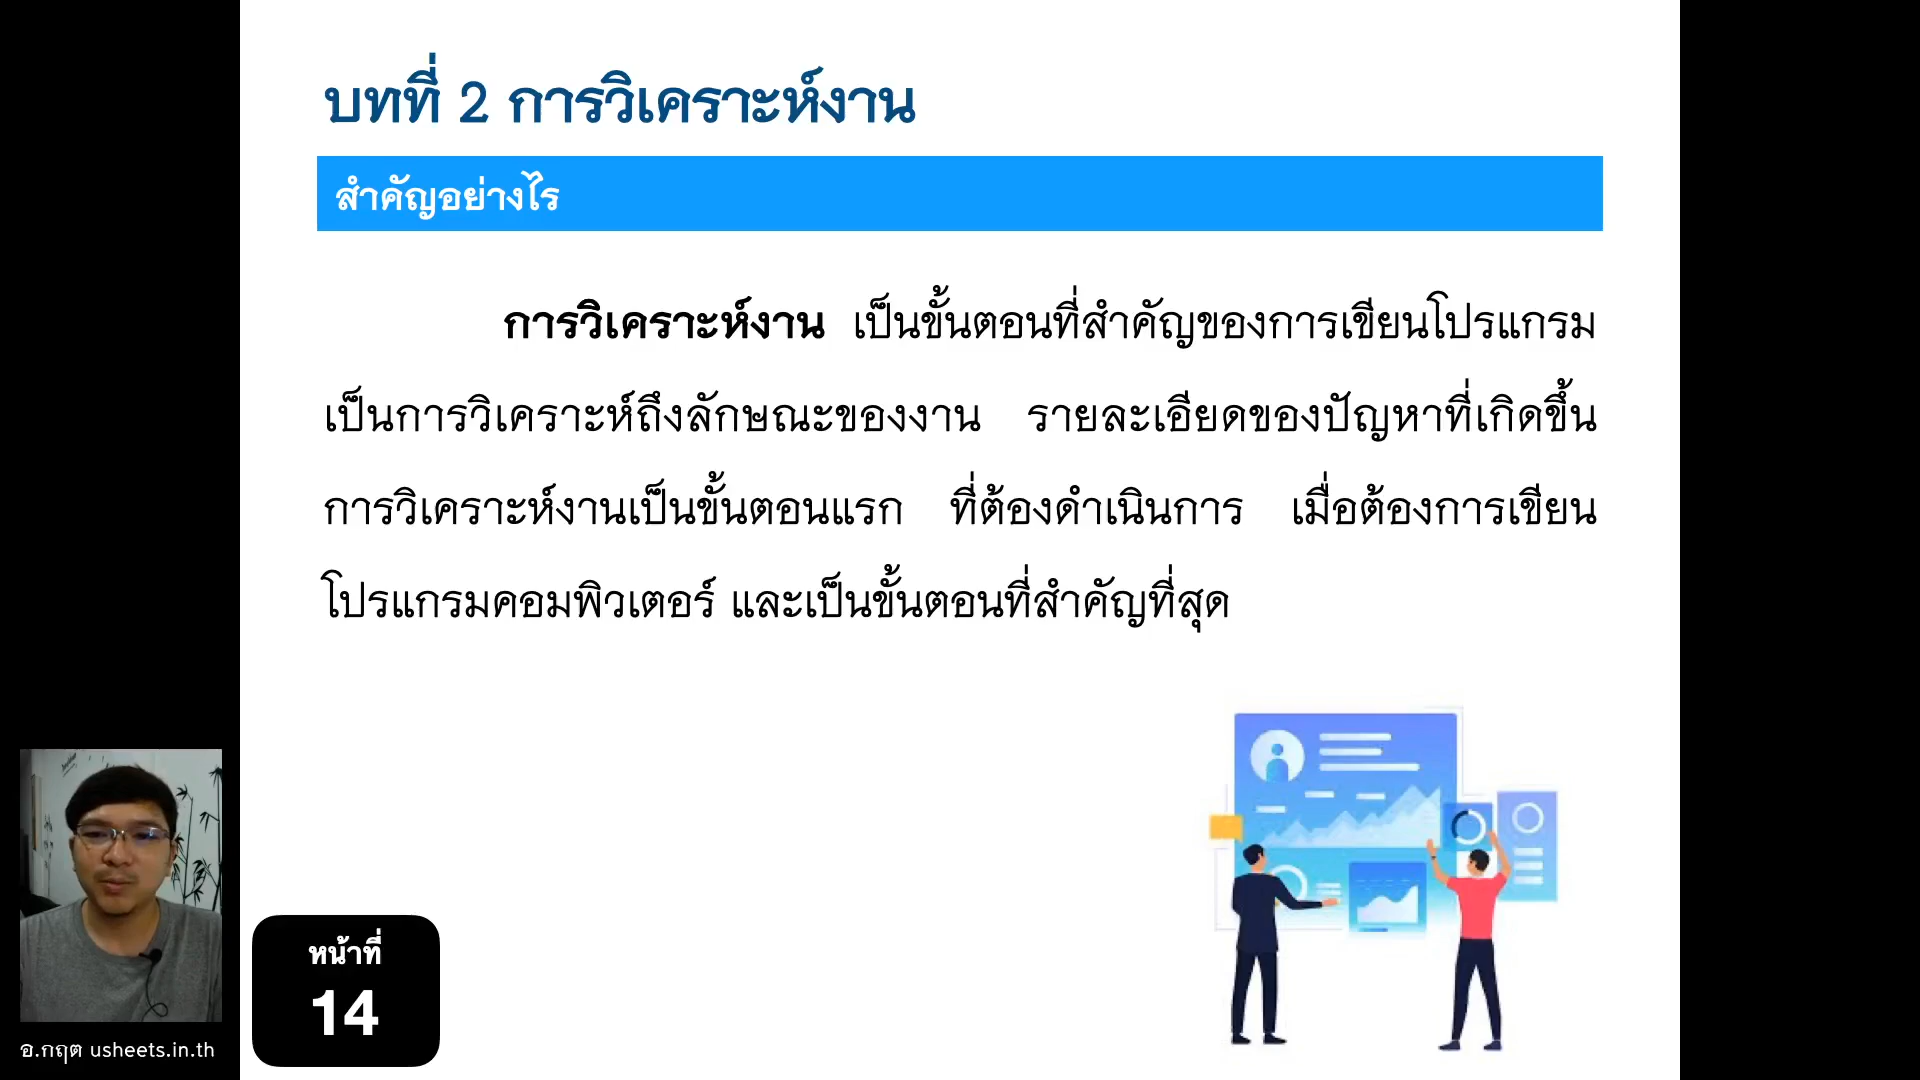 บทที่ 2 การวิเคราะห์งาน
สำคัญอย่างไร
การวิเคราะห์งาน เป็นขั้นตอนที่สำคัญของการเขียนโปรแกรม
เป็นการวิเคราะห์ถึงลักษณะของงาน รายละเอียดของปัญหาที่เกิดขึ้น
การวิเคราะห์งานเป็นขั้นตอนแรก ที่ต้องดำเนินการ เมื่อต้องการเขียน
โปรแกรมคอมพิวเตอร์ และเป็นขั้นตอนที่สำคัญที่สุด
หน้าที่
14
อ.กฤต usheets.in.th